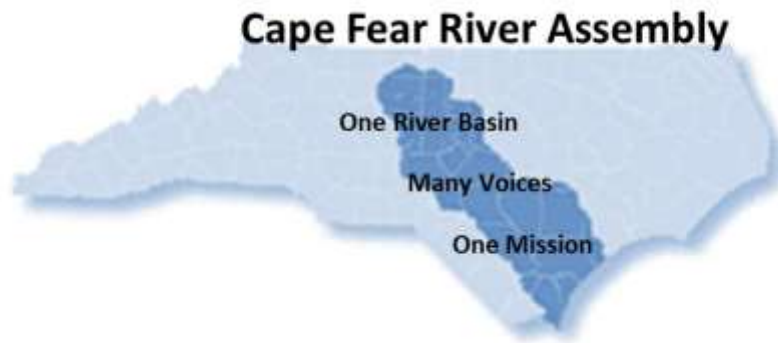 Cape Fear River Assembly
One River Basin
Many Voices
One Mission